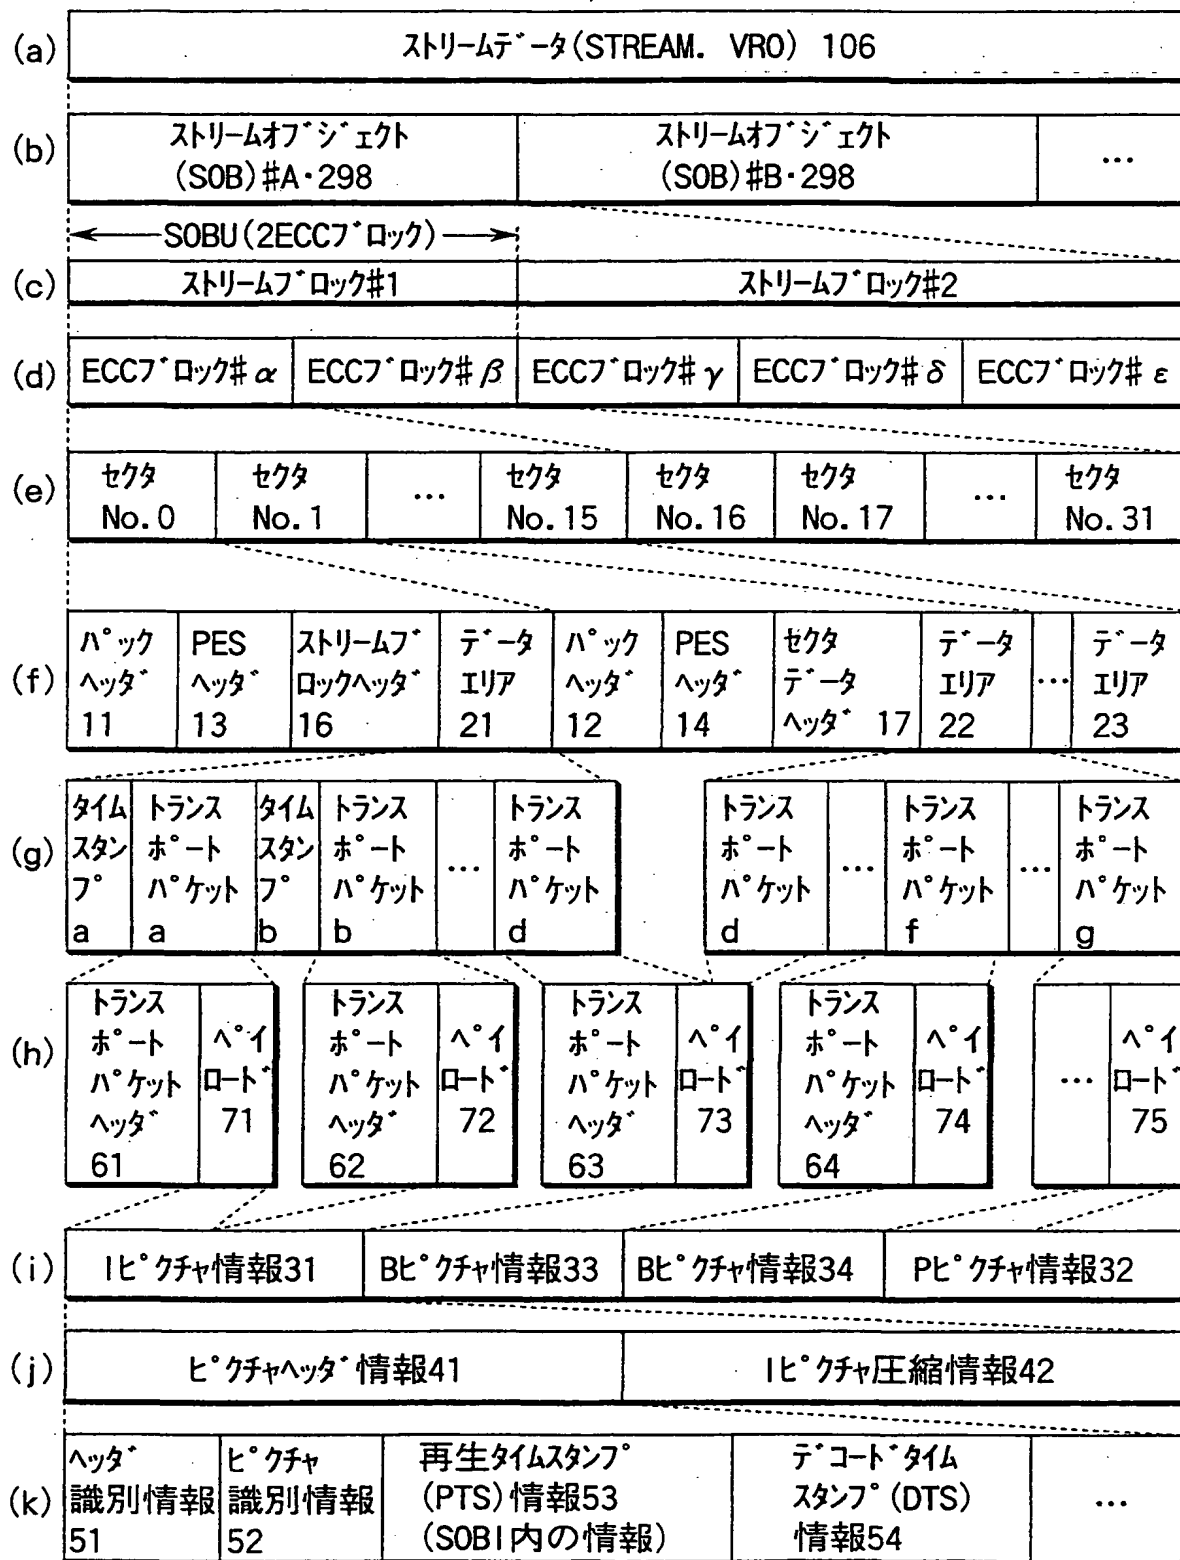 (a) ストリームデータ(STREAM. VRO) 106
(b) ストリームオブジェクト
(SOB)#A・298
ストリームオブジェクト
(SOB)#B・298
…
SOBU(2ECCブロック)
(c) ストリームブロック#1
ストリームブロック#2
(d) ECCブロック#α
ECCブロック#β
ECCブロック#γ
ECCブロック#δ
ECCブロック#ε
(e) セクタ
No.0
セクタ
No.1
…
セクタ
No.15
セクタ
No.16
セクタ
No.17
…
セクタ
No.31
(f) パック
ヘッダ
11
PES
ヘッダ
13
ストリームブ
ロックヘッダ
16
データ
エリア
21
パック
ヘッダ
12
PES
ヘッダ
14
セクタ
データ
ヘッダ 17
データ
エリア
22
…
データ
エリア
23
(g) タイム
スタン
プ
a
トランス
ポート
パケット
a
タイム
スタン
プ
b
トランス
ポート
パケット
b
…
トランス
ポート
パケット
d
トランス
ポート
パケット
d
…
トランス
ポート
パケット
f
…
トランス
ポート
パケット
g
(h) トランス
ポート
パケット
ヘッダ
61
ペイ
ロード
71
トランス
ポート
パケット
ヘッダ
62
ペイ
ロード
72
トランス
ポート
パケット
ヘッダ
63
ペイ
ロード
73
トランス
ポート
パケット
ヘッダ
64
ペイ
ロード
74
…
ペイ
ロード
75
(i) Iピクチャ情報31
Bピクチャ情報33
Bピクチャ情報34
Pピクチャ情報32
(j) ピクチャヘッダ情報41
Iピクチャ圧縮情報42
(k) ヘッダ
識別情報
51
ピクチャ
識別情報
52
再生タイムスタンプ
(PTS)情報53
(SOBI内の情報)
デコードタイム
スタンプ(DTS)
情報54
…